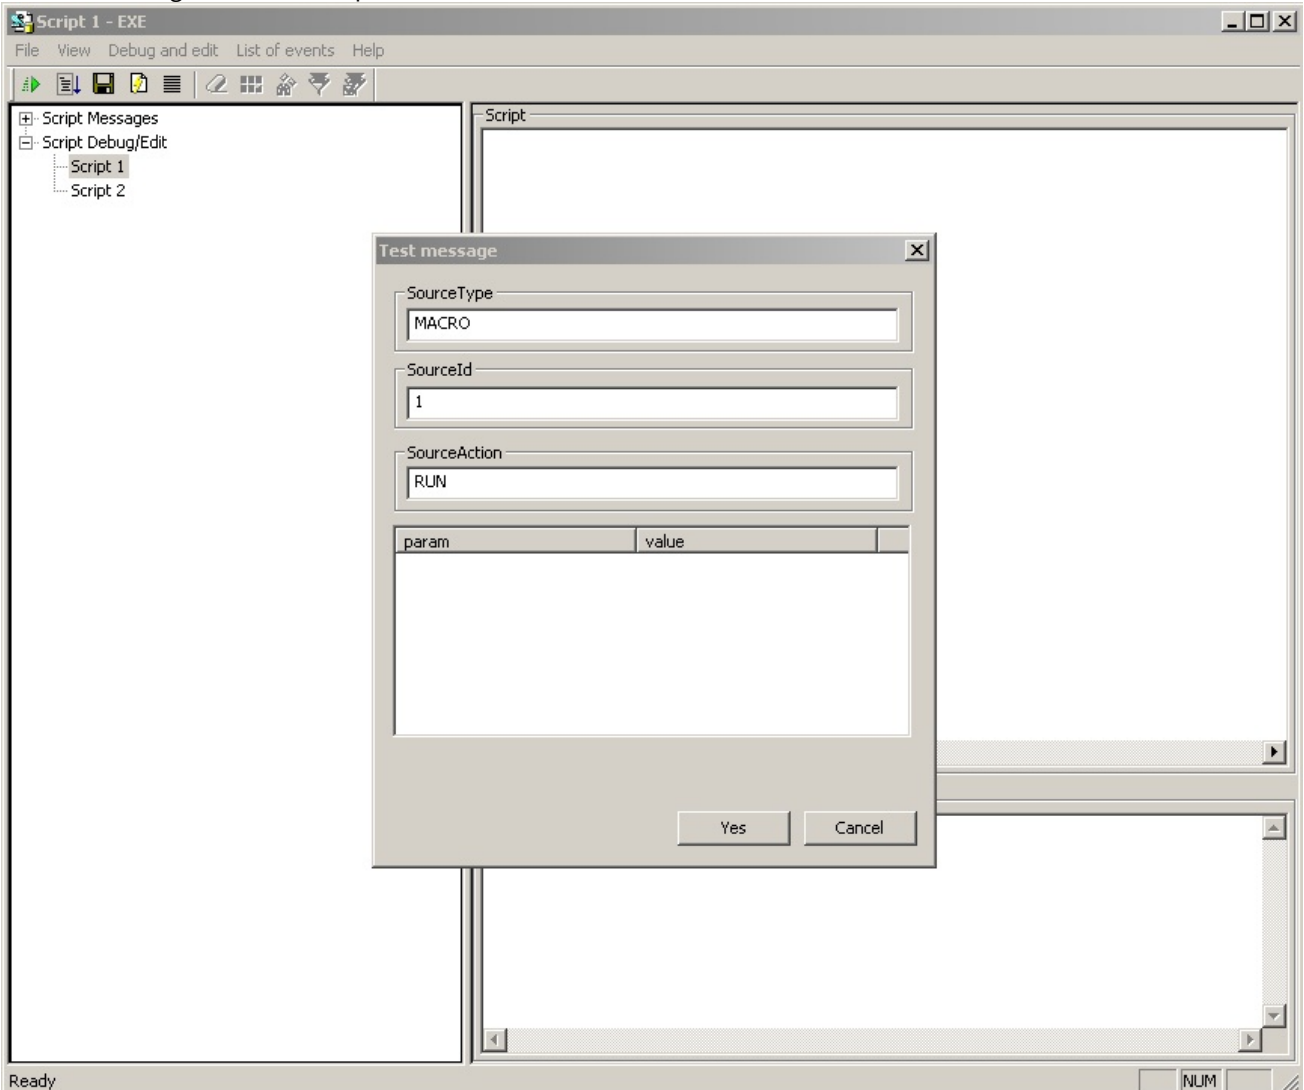 Script 1 - EXE
File View Debug and edit List of events Help
Script Messages
Script Debug/Edit
Script 1
Script 2
Script
Test message
SourceType
MACRO
SourceId
1
SourceAction
RUN
param value
Yes Cancel
Ready NUM